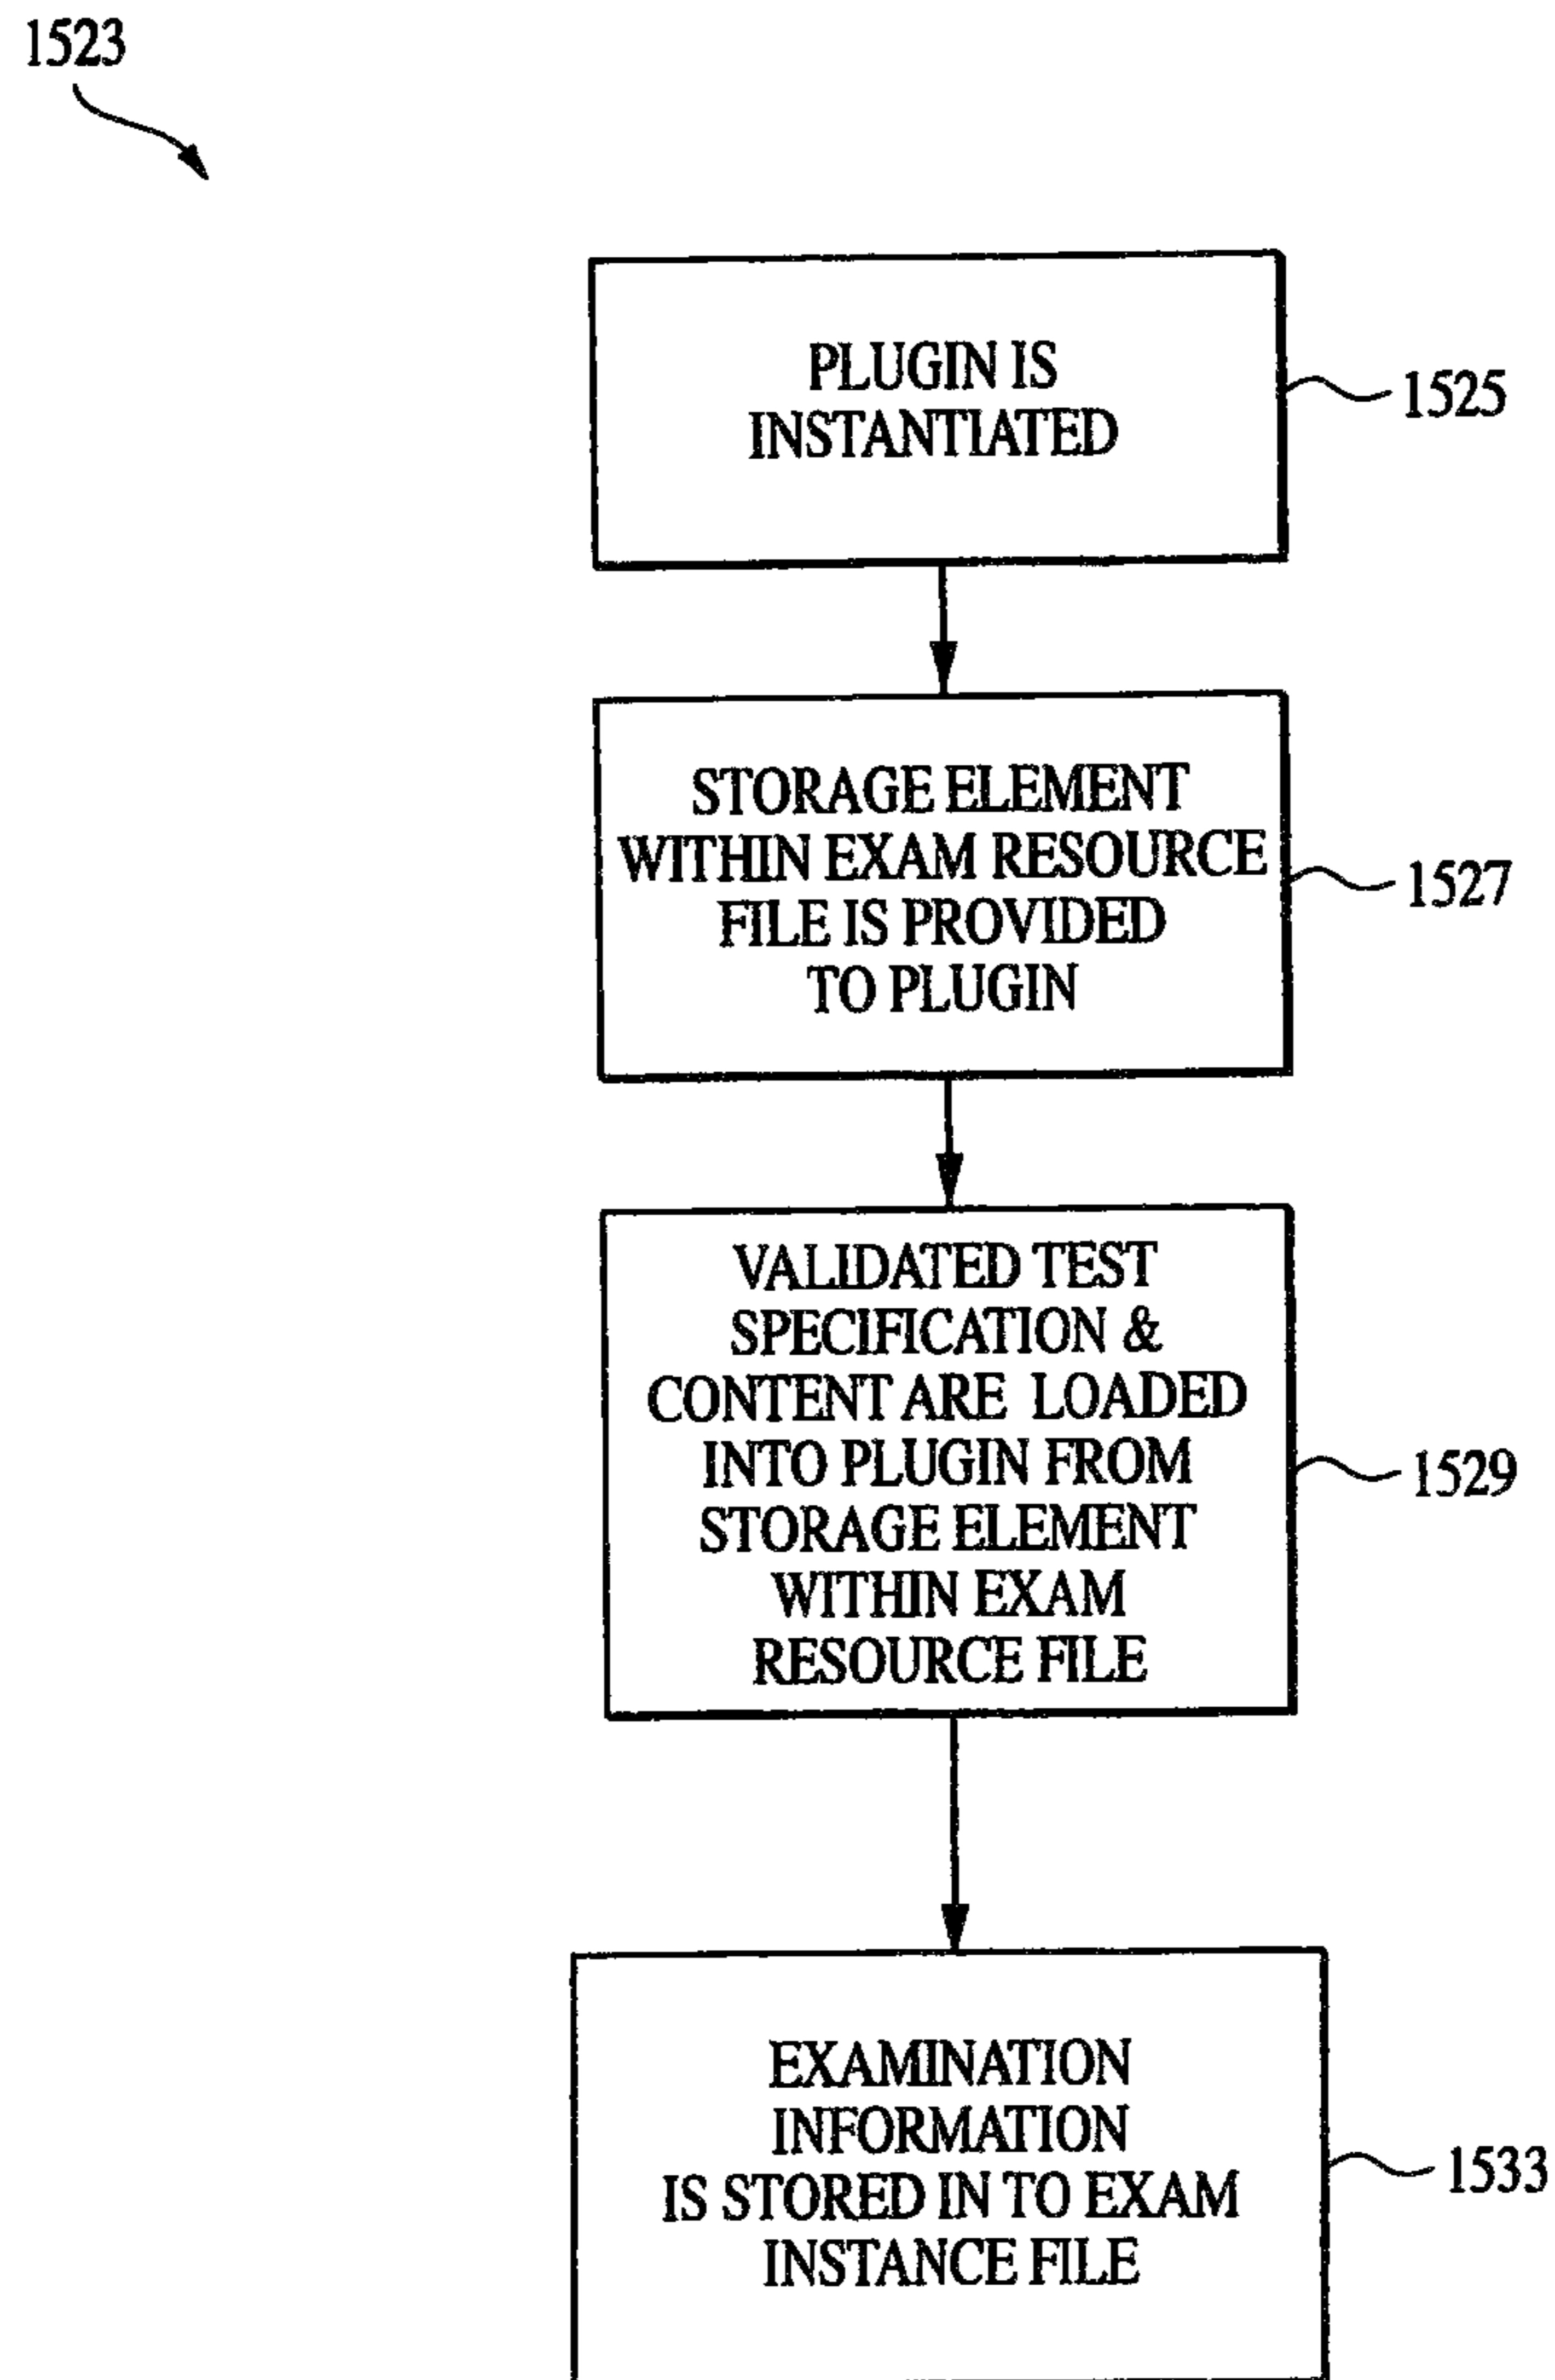 1523
PLUGIN IS
INSTANTIATED
1525
STORAGE ELEMENT
WITHIN EXAM RESOURCE
FILE IS PROVIDED
TO PLUGIN
1527
VALIDATED TEST
SPECIFICATION &
CONTENT ARE LOADED
INTO PLUGIN FROM
STORAGE ELEMENT
WITHIN EXAM
RESOURCE FILE
1529
EXAMINATION
INFORMATION
IS STORED IN TO EXAM
INSTANCE FILE
1533